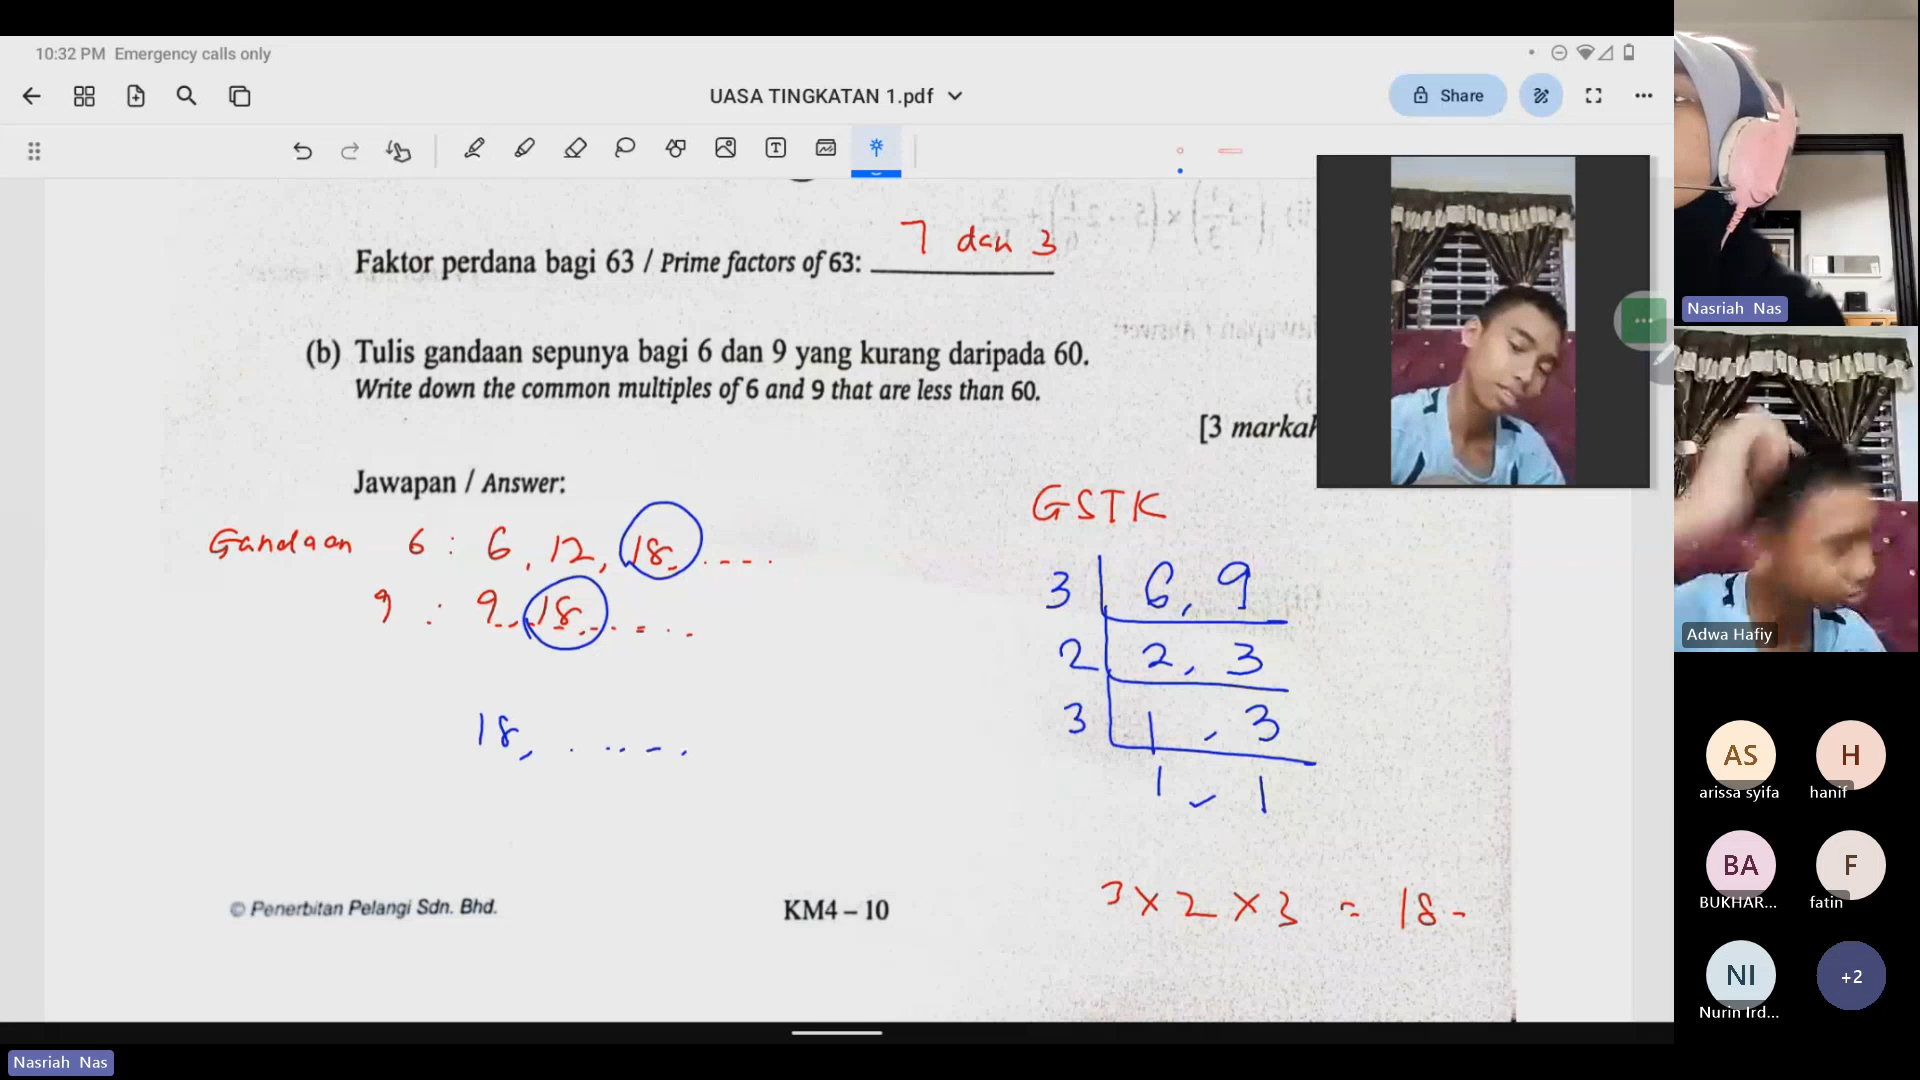 10:32 PM Emergency calls only
UASA TINGKATAN 1.pdf
Share
7 dan 3
Faktor perdana bagi 63 / Prime factors of 63:
(b) Tulis gandaan sepunya bagi 6 dan 9 yang kurang daripada 60.
Write down the common multiples of 6 and 9 that are less than 60.
[3 markah
Jawapan / Answer:
Gandaan 6 : 6, 12, 18, ....
9 : 9, 18, .....
18, .....
GSTK
3 6, 9
2 2, 3
3 1, 3
1, 1
3 x 2 x 3 = 18
© Penerbitan Pelangi Sdn. Bhd.
KM4 – 10
Nasriah Nas
Nasriah Nas
Adwa Hafiy
AS
arissa syifa
H
hanif
BA
BUKHAR...
F
fatin
NI
Nurin Ird...
+2